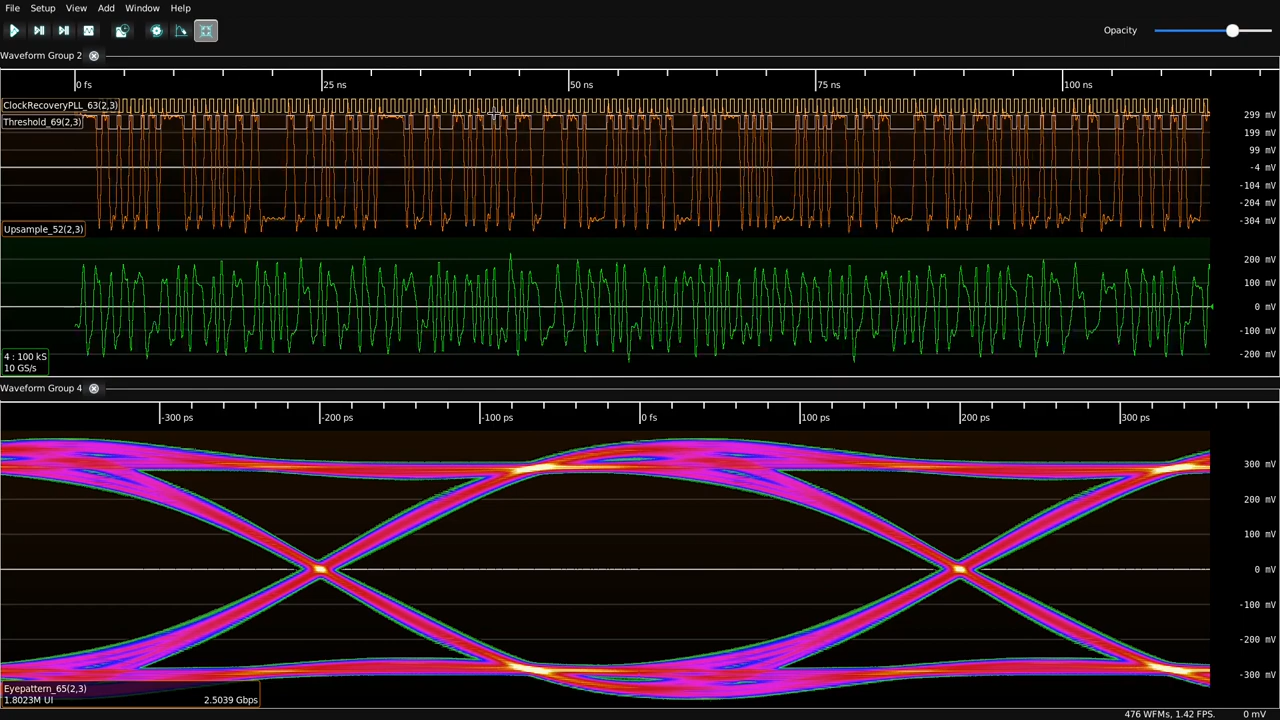 File Setup View Add Window Help
Opacity
Waveform Group 2
0 fs 25 ns 50 ns 75 ns 100 ns
ClockRecoveryPLL_63(2,3)
Threshold_69(2,3)
299 mV
199 mV
99 mV
-4 mV
-104 mV
-204 mV
-304 mV
Upsample_52(2,3)
200 mV
100 mV
0 mV
-100 mV
-200 mV
4 : 100 kS
10 GS/s
Waveform Group 4
-300 ps -200 ps -100 ps 0 fs 100 ps 200 ps 300 ps
300 mV
200 mV
100 mV
0 mV
-100 mV
-200 mV
-300 mV
Eyepattern_65(2,3)
1.8023M UI 2.5039 Gbps
476 WFMs, 1.42 FPS. 0 mV